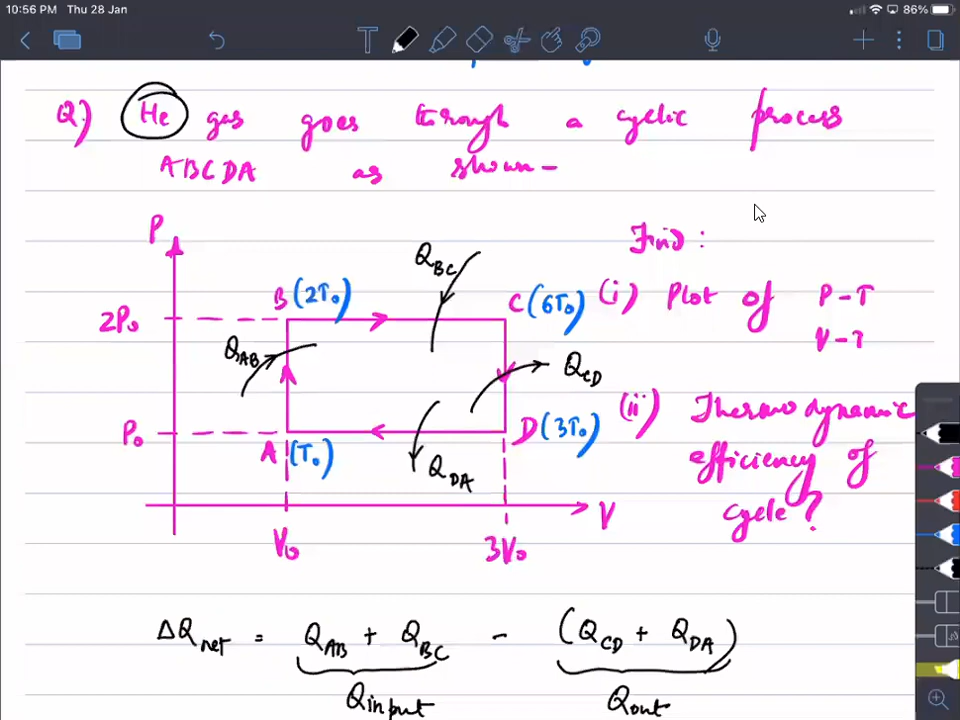 10:56 PM Thu 28 Jan
86%
Q) He gas goes through a cyclic process
ABCDA as shown -
P
Find :
QBC
B (2T₀)
C (6T₀)
(i) Plot of P-T
2P₀
V-T
QAB
QCD
(ii) Thermodynamic
P₀
D (3T₀)
A (T₀)
efficiency of
QDA
cycle ?
V
V₀
3V₀
ΔQnet = QAB + QBC - (QCD + QDA)
Qinput
Qout